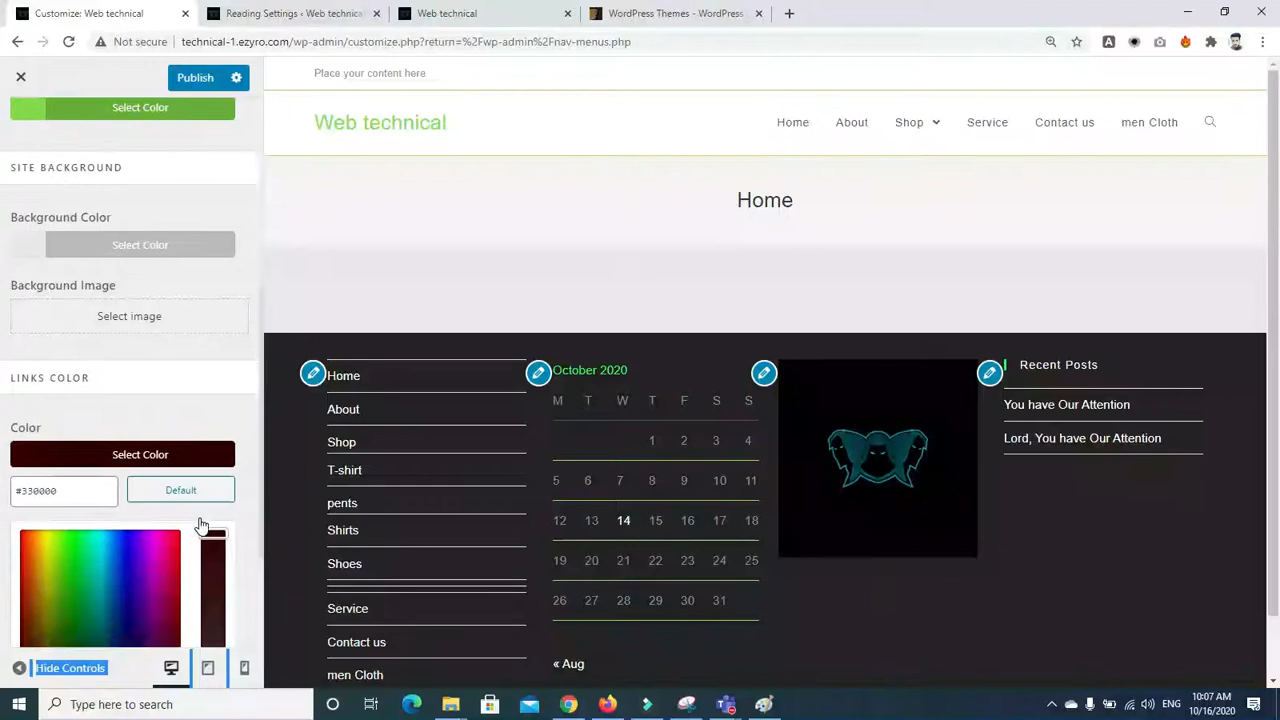 Customize: Web technical
Reading Settings ‹ Web technical
Web technical
WordPress Themes - WordPress
Not secure
technical-1.ezyro.com/wp-admin/customize.php?return=%2Fwp-admin%2Fnav-menus.php
Publish
Select Color
SITE BACKGROUND
Background Color
Select Color
Background Image
Select image
LINKS COLOR
Color
Select Color
#330000
Default
Hide Controls
Place your content here
Web technical
Home
About
Shop
Service
Contact us
men Cloth
Home
Home
About
Shop
T-shirt
pents
Shirts
Shoes
Service
Contact us
men Cloth
October 2020
M T W T F S S
1 2 3 4
5 6 7 8 9 10 11
12 13 14 15 16 17 18
19 20 21 22 23 24 25
26 27 28 29 30 31
« Aug
Recent Posts
You have Our Attention
Lord, You have Our Attention
Type here to search
ENG
10:07 AM
10/16/2020